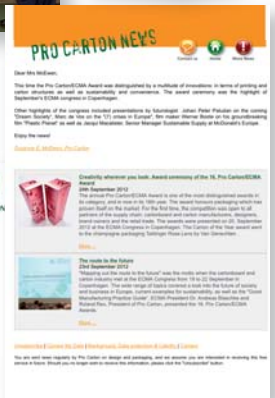 PRO CARTON NEWS
Contact us Home More News
Dear Mrs McEwen,
This time the Pro Carton/ECMA Award was distinguished by a multitude of innovations: in terms of printing and
carton structures as well as sustainability and convenience. The award ceremony was the highlight of
September's ECMA congress in Copenhagen.
Other highlights of the congress included presentations by futurologist Johan Peter Paludan on the coming
"Dream Society", Marc de Vos on the "(?) crises in Europe", film maker Werner Boote on his groundbreaking
film "Plastic Planet" as well as Jacqui Macalister, Senior Manager Sustainable Supply at McDonald's Europe.
Enjoy the news!
Suzanne E. McEwen, Pro Carton
Creativity wherever you look. Award ceremony of the 16. Pro Carton/ECMA
Award
24th September 2012
The annual Pro Carton/ECMA Award is one of the most distinguished awards in
its category, and is now in its 16th year. The award honours packaging which has
proven itself on the market. For the first time, the competition was open to all
partners of the supply chain: cartonboard and carton manufacturers, designers,
brand owners and the retail trade. The awards were presented on 20. September
2012 at the ECMA Congress in Copenhagen. The Carton of the Year award went
to the champagne packaging Taittinger Rosé Lens by Van Genechten.
More ...
The route to the future
23rd September 2012
"Mapping out the route to the future" was the motto when the cartonboard and
carton industry met at the ECMA Congress from 19 to 22 September in
Copenhagen. The wide range of topics covered a look into the future of society
and business in Europe, current examples for sustainability, as well as the "Good
Manufacturing Practice Guide". ECMA President Dr. Andreas Blaschke and
Roland Rex, President of Pro Carton, presented the 16. Pro Carton/ECMA
Awards.
More ...
Unsubscribe | Current Mail Data | Background, Data protection & Liability | Contact
You are sent news regularly by Pro Carton on design and packaging, and we assume you are interested in receiving this free
service in future. Should you no longer wish to receive this information, please click the "Unsubscribe" button.